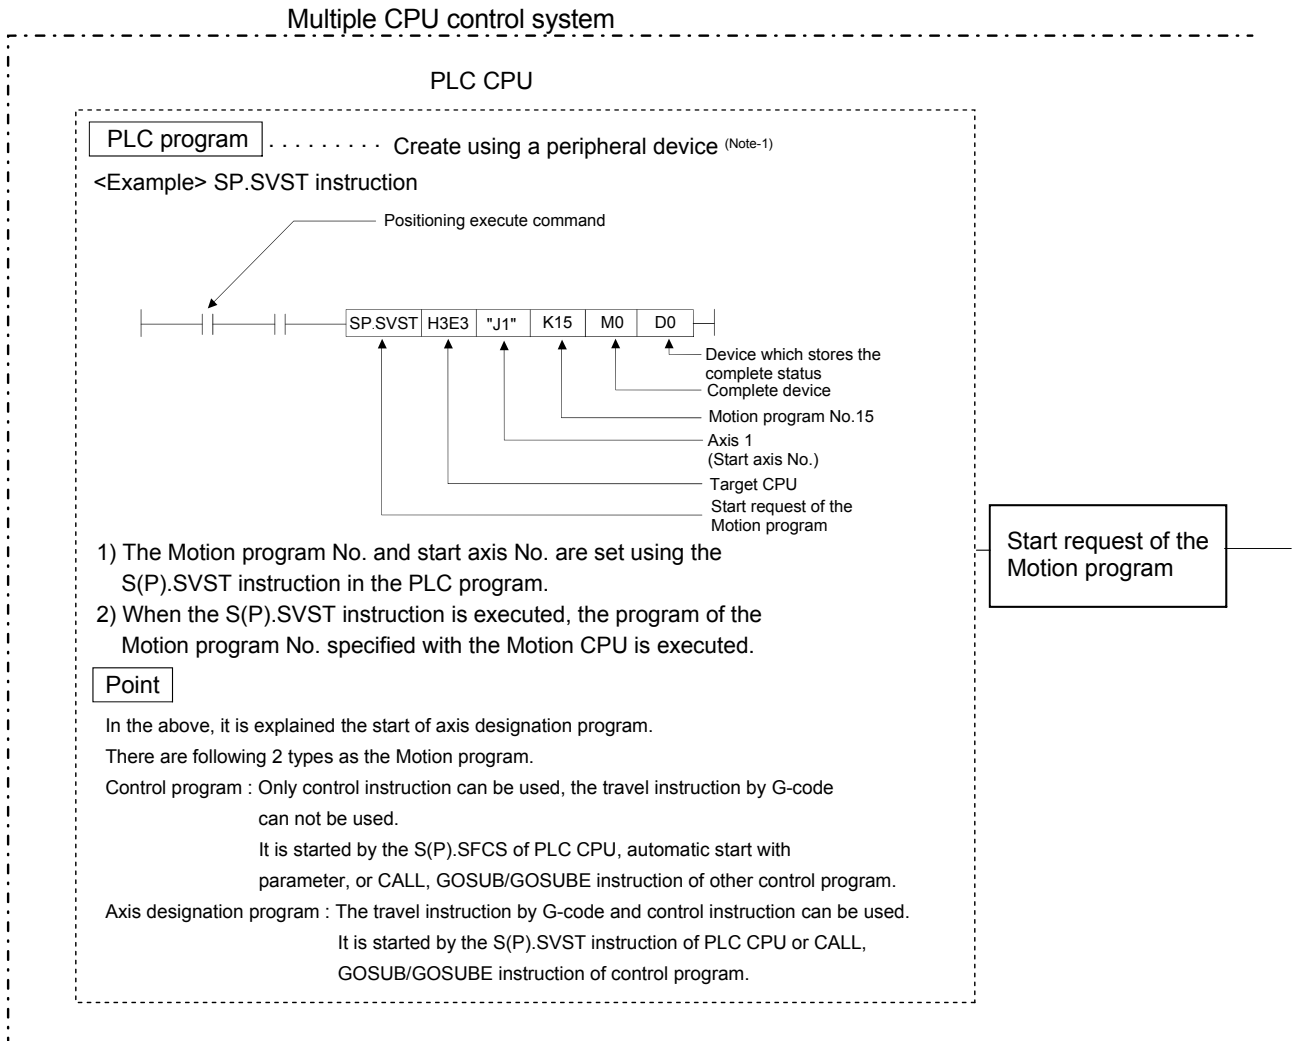 Multiple CPU control system
PLC CPU
PLC program ......... Create using a peripheral device (Note-1)
<Example> SP.SVST instruction
Positioning execute command
SP.SVST H3E3 "J1" K15 M0 D0
Device which stores the
complete status
Complete device
Motion program No.15
Axis 1
(Start axis No.)
Target CPU
Start request of the
Motion program
1) The Motion program No. and start axis No. are set using the
S(P).SVST instruction in the PLC program.
2) When the S(P).SVST instruction is executed, the program of the
Motion program No. specified with the Motion CPU is executed.
Point
In the above, it is explained the start of axis designation program.
There are following 2 types as the Motion program.
Control program : Only control instruction can be used, the travel instruction by G-code
can not be used.
It is started by the S(P).SFCS of PLC CPU, automatic start with
parameter, or CALL, GOSUB/GOSUBE instruction of other control program.
Axis designation program : The travel instruction by G-code and control instruction can be used.
It is started by the S(P).SVST instruction of PLC CPU or CALL,
GOSUB/GOSUBE instruction of control program.
Start request of the
Motion program